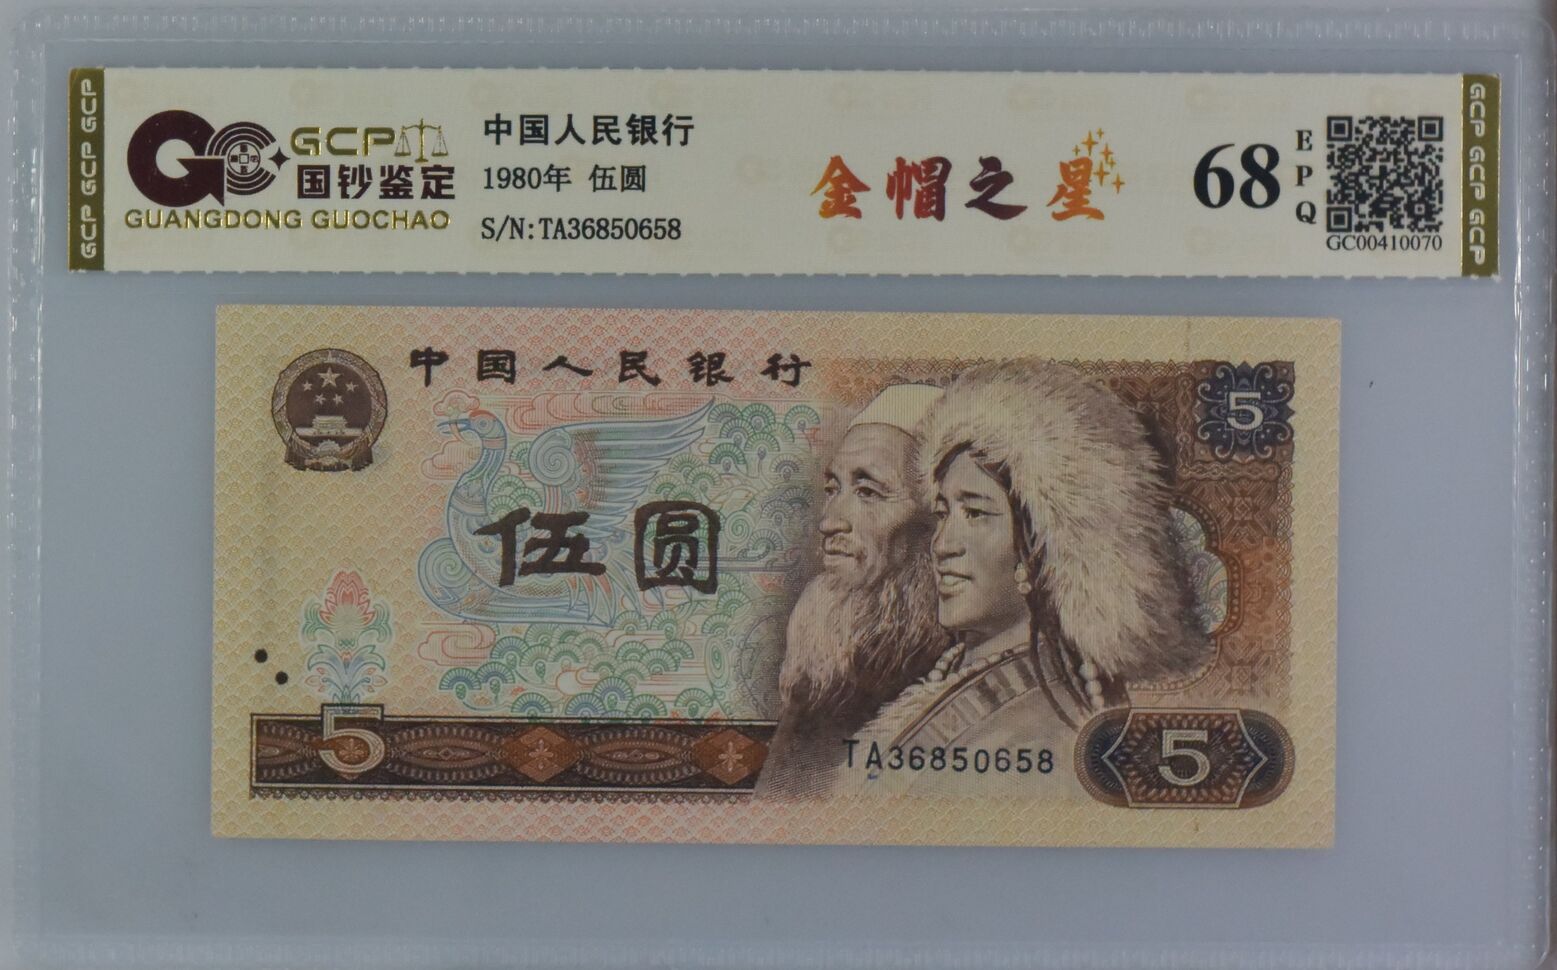 GCP GCP GCP
GCP
国钞鉴定
GUANGDONG GUOCHAO
中国人民银行
1980年 伍圆
S/N:TA36850658
金帽之星
68
EPQ
GC00410070
GCP GCP GCP
中国人民银行
5
伍圆
5
TA36850658
5